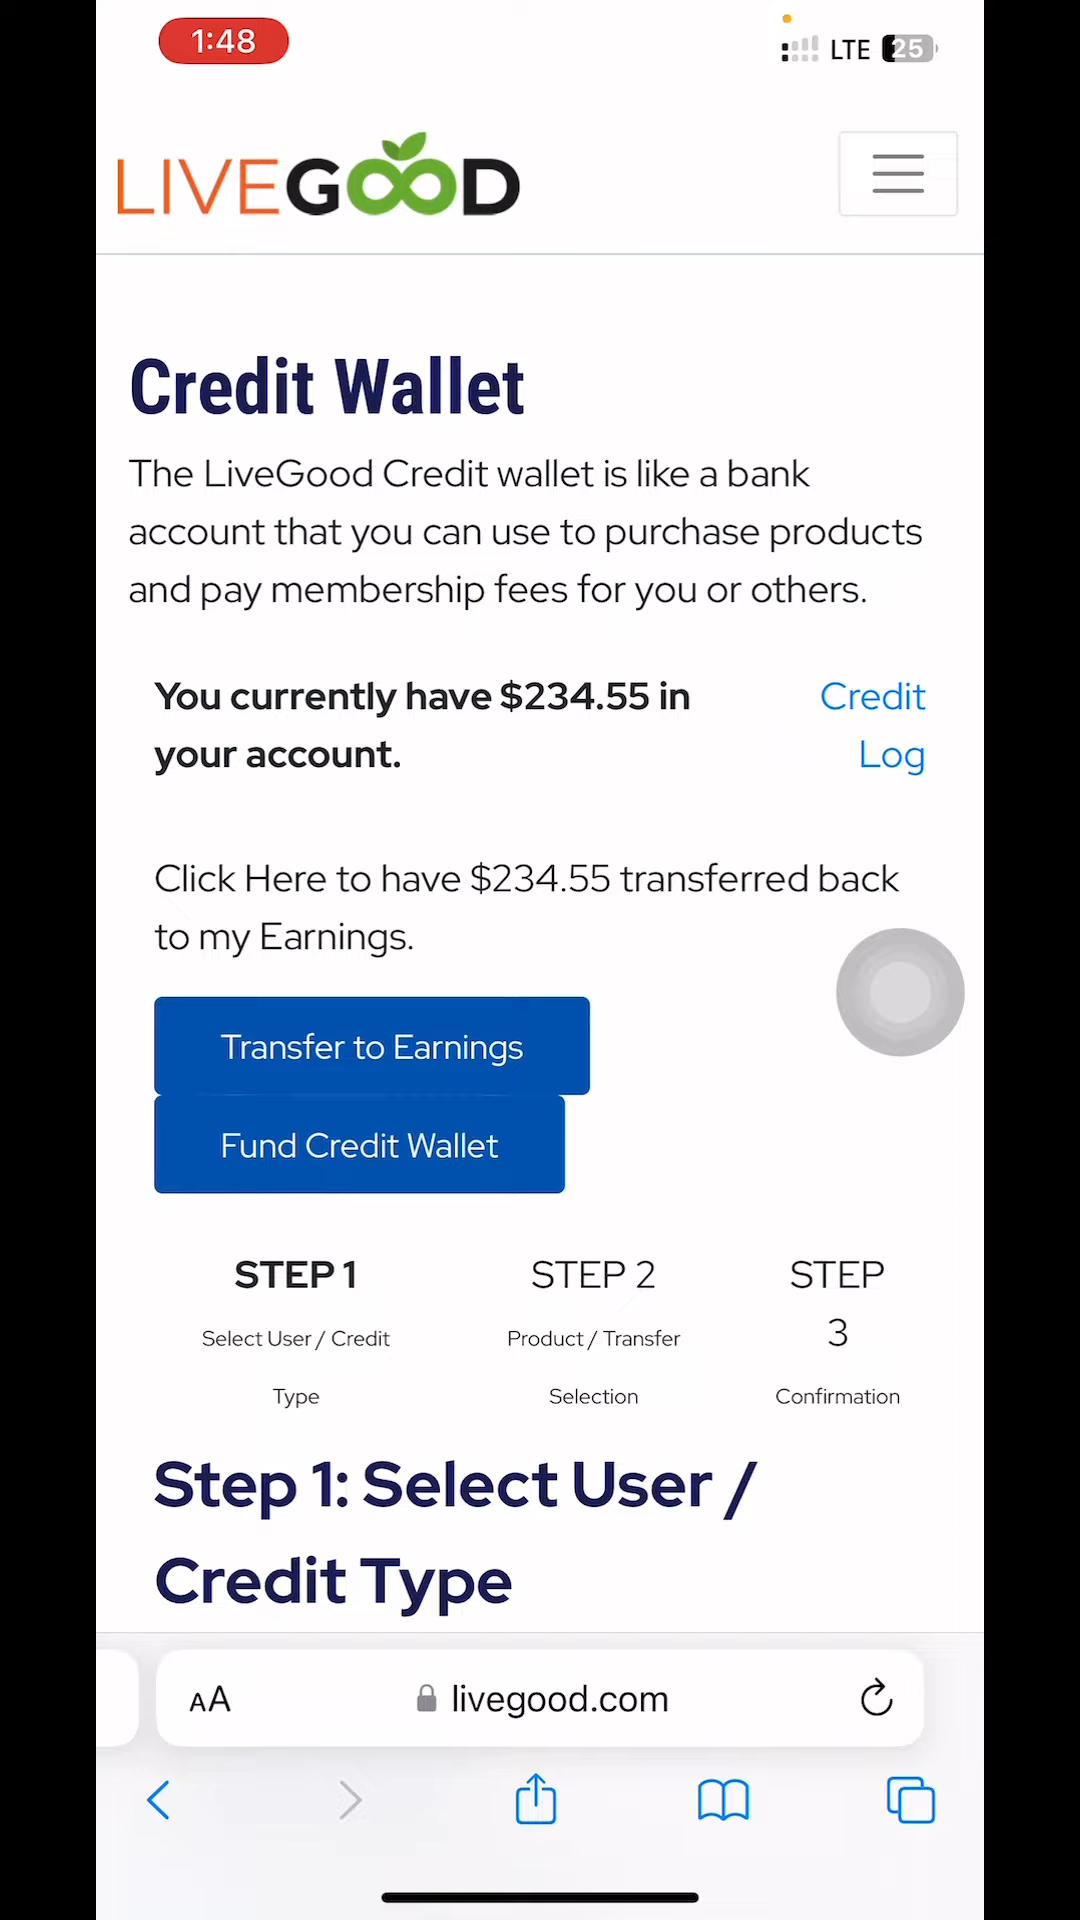 1:48
LTE 25
LIVEGOOD
Credit Wallet
The LiveGood Credit wallet is like a bank
account that you can use to purchase products
and pay membership fees for you or others.
You currently have $234.55 in
your account.
Credit
Log
Click Here to have $234.55 transferred back
to my Earnings.
Transfer to Earnings
Fund Credit Wallet
STEP 1
Select User / Credit
Type
STEP 2
Product / Transfer
Selection
STEP
3
Confirmation
Step 1: Select User /
Credit Type
AA
livegood.com